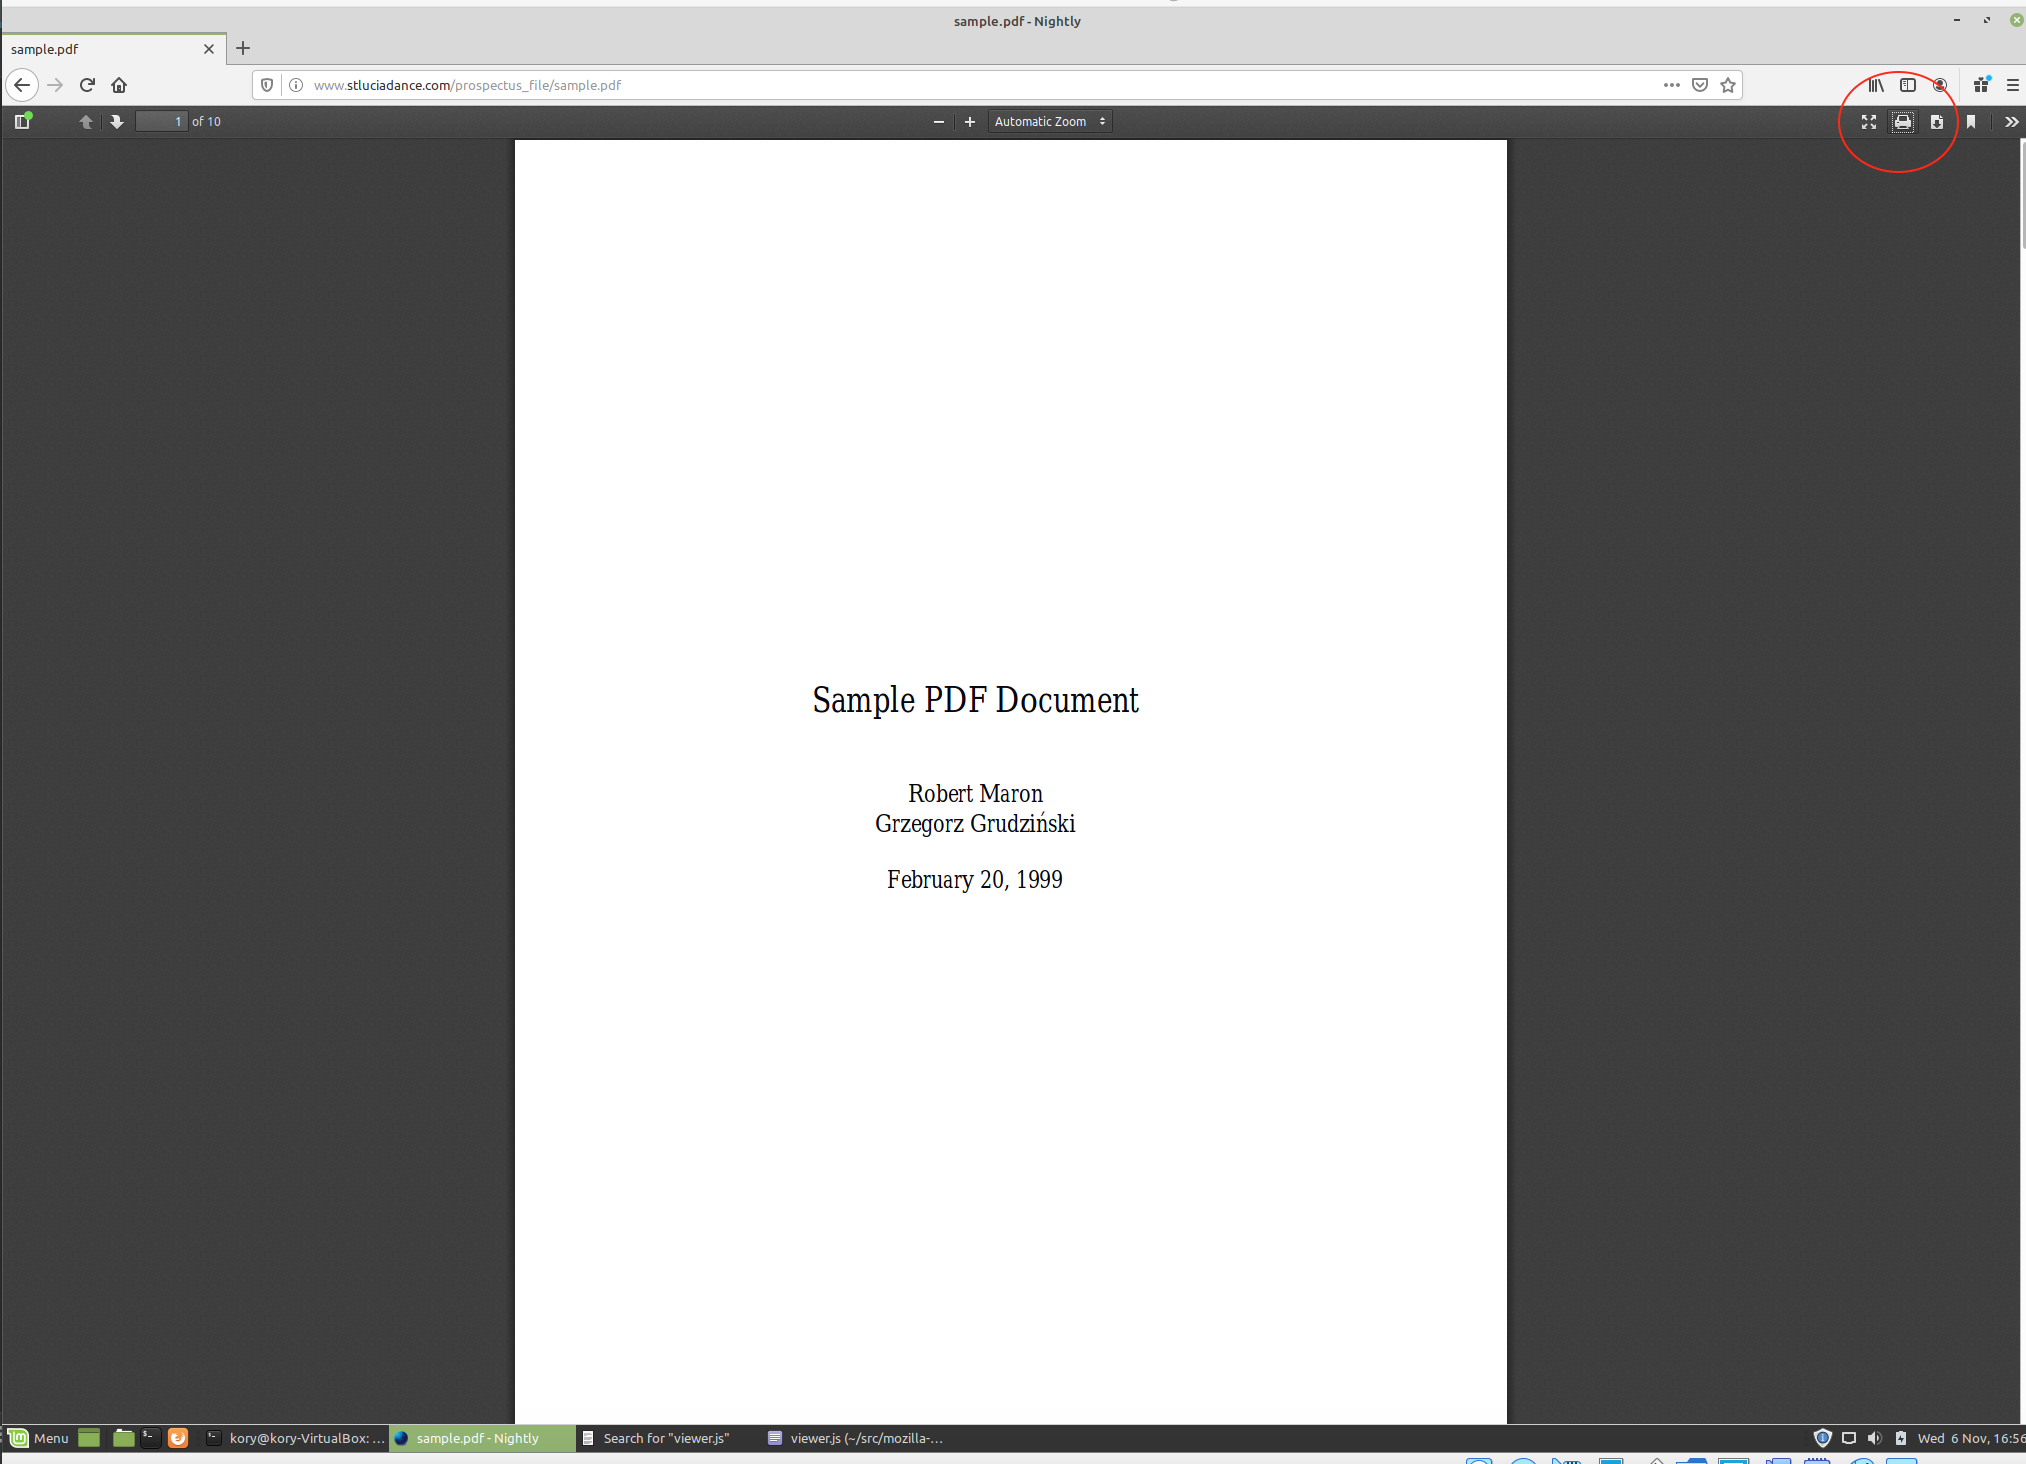 sample.pdf - Nightly
sample.pdf
www.stluciadance.com/prospectus_file/sample.pdf
1 of 10
Automatic Zoom
Sample PDF Document
Robert Maron
Grzegorz Grudziński
February 20, 1999
Menu
kory@kory-VirtualBox: ...
sample.pdf - Nightly
Search for "viewer.js"
viewer.js (~/src/mozilla-...
Wed 6 Nov, 16:56